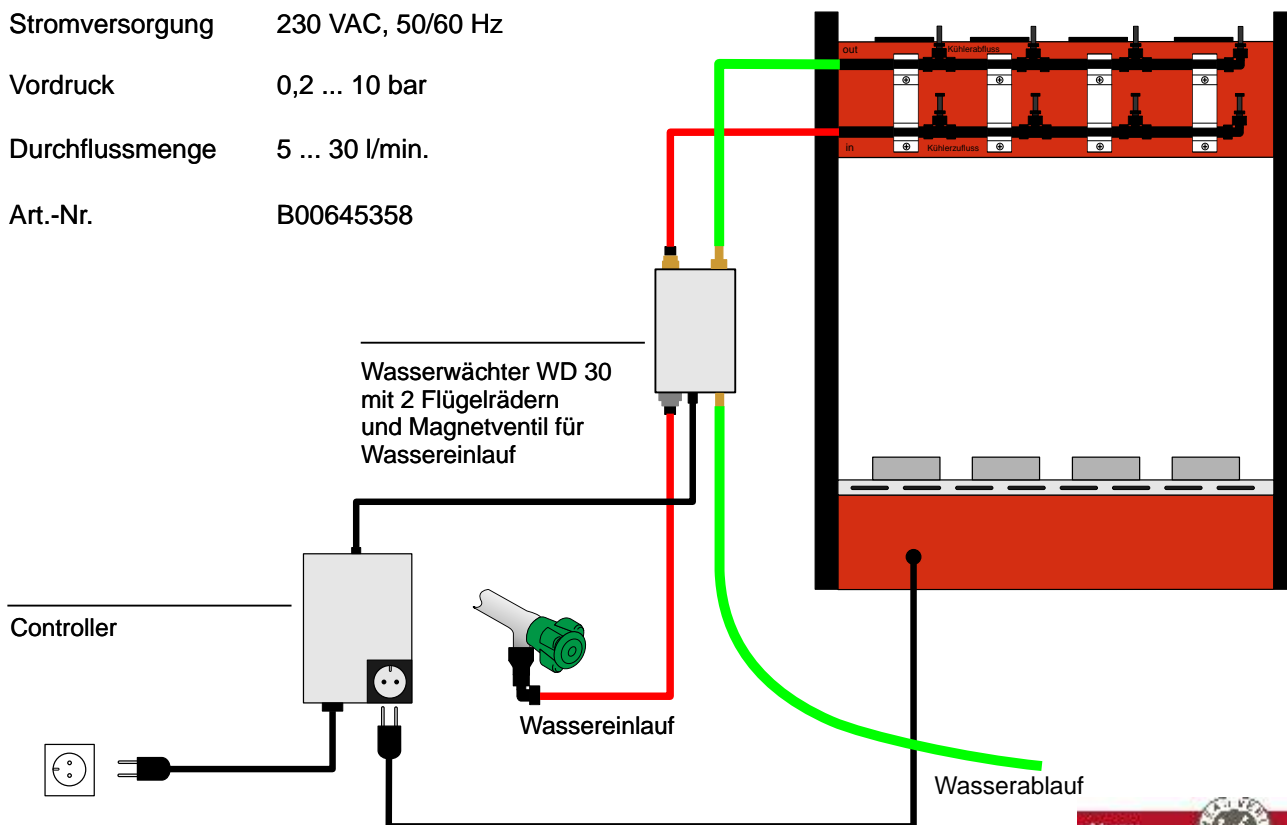 Stromversorgung 230 VAC, 50/60 Hz
Vordruck 0,2 ... 10 bar
Durchflussmenge 5 ... 30 l/min.
Art.-Nr. B00645358
out
Kühlerabfluss
in
Kühlerzufluss
Wasserwächter WD 30
mit 2 Flügelrädern
und Magnetventil für
Wassereinlauf
Controller
Wassereinlauf
Wasserablauf